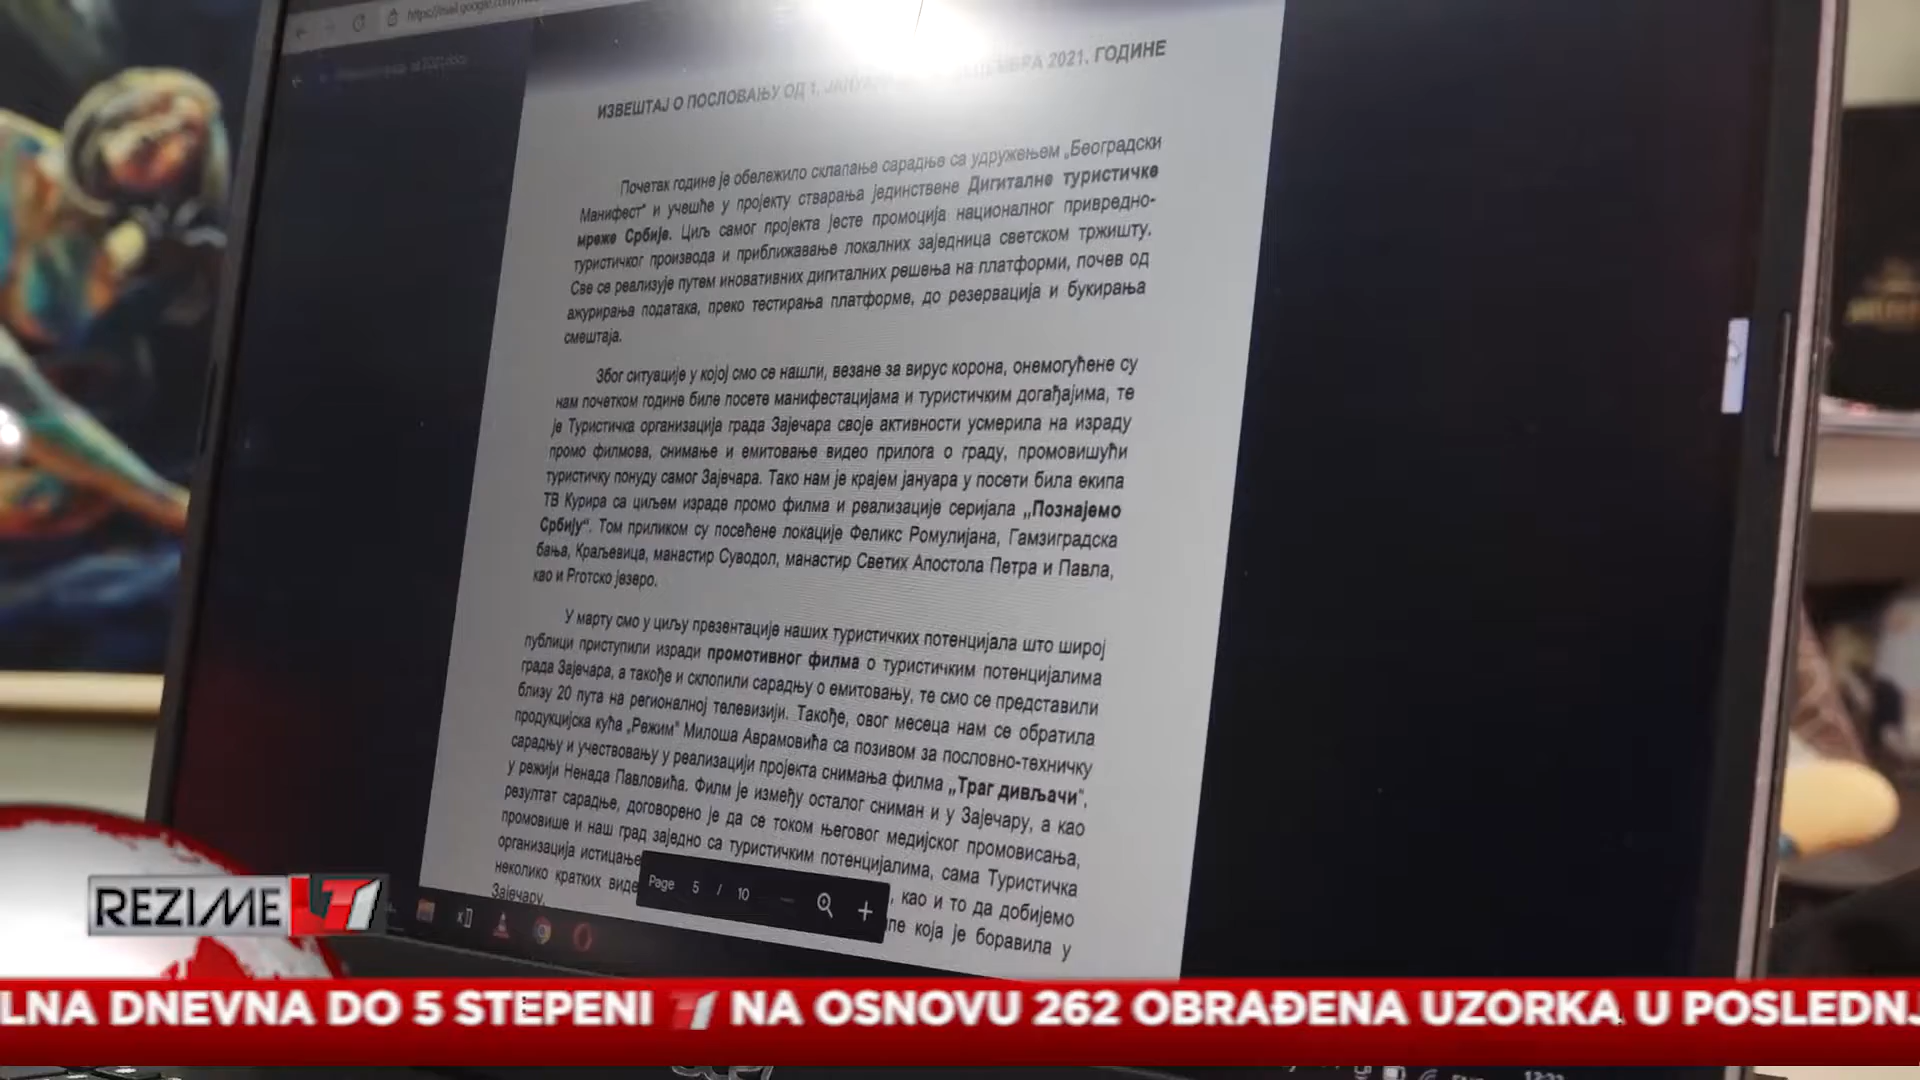 https://mail.google.com
ИЗВЕШТАЈ О ПОСЛОВАЊУ ОД 1. 2021. ГОДИНЕ
Почетак године је обележило склапање сарадње са удружењем „Београдски
Манифест" и учешће у пројекту стварања јединствене Дигиталне туристичке
мреже Србије. Циљ самог пројекта јесте промоција националног привредно-
туристичког производа и приближавање локалних заједница светском тржишту.
Све се реализује путем иновативних дигиталних решења на платформи, почев од
ажурирања података, преко тестирања платформе, до резервација и букирања
смештаја.
Због ситуације у којој смо се нашли, везане за вирус корона, онемогућене су
нам почетком године биле посете манифестацијама и туристичким догађајима, те
је Туристичка организација града Зајечара своје активности усмерила на израду
промо филмова, снимање и емитовање видео прилога о граду, промовишући
туристичку понуду самог Зајечара. Тако нам је крајем јануара у посети била екипа
ТВ Курира са циљем израде промо филма и реализације серијала „Познајемо
Србију“. Том приликом су посећене локације Феликс Ромулијана, Гамзиградска
бања, Краљевица, манастир Суводол, манастир Светих Апостола Петра и Павла,
као и Рготско језеро.
У марту смо у циљу презентације наших туристичких потенцијала што широј
публици приступили изради промотивног филма о туристичким потенцијалима
града Зајечара, а такође и склопили сарадњу о емитовању, те смо се представили
близу 20 пута на регионалној телевизији. Такође, овог месеца нам се обратила
продукцијска кућа „Режим" Милоша Аврамовића са позивом за пословно-техничку
сарадњу и учествовању у реализацији пројекта снимања филма „Траг дивљачи",
у режији Ненада Павловића. Филм је између осталог сниман и у Зајечару, а као
резултат сарадње, договорено је да се током његовог медијског промовисања,
промовише и наш град заједно са туристичким потенцијалима, сама Туристичка
организација истицање , као и то да добијемо
неколико кратких виде пе која је боравила у
Зајечару.
Page 5 / 10
REZIME T1
LNA DNEVNA DO 5 STEPENI T1 NA OSNOVU 262 OBRAĐENA UZORKA U POSLEDNJ